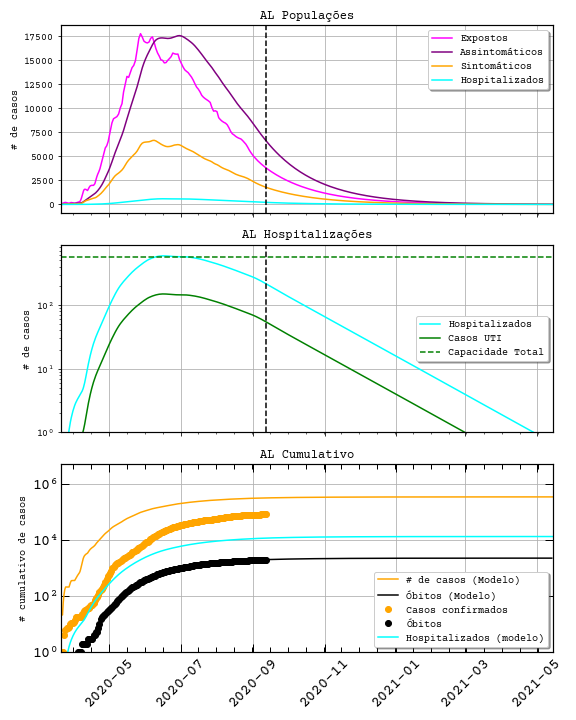 AL Populações
17500
15000
12500
10000
7500
5000
2500
0
# de casos
Expostos
Assintomáticos
Sintomáticos
Hospitalizados
AL Hospitalizações
10²
10¹
10⁰
# de casos
Hospitalizados
Casos UTI
Capacidade Total
AL Cumulativo
10⁶
10⁴
10²
10⁰
# cumulativo de casos
# de casos (Modelo)
Óbitos (Modelo)
Casos confirmados
Óbitos
Hospitalizados (modelo)
2020-05
2020-07
2020-09
2020-11
2021-01
2021-03
2021-05